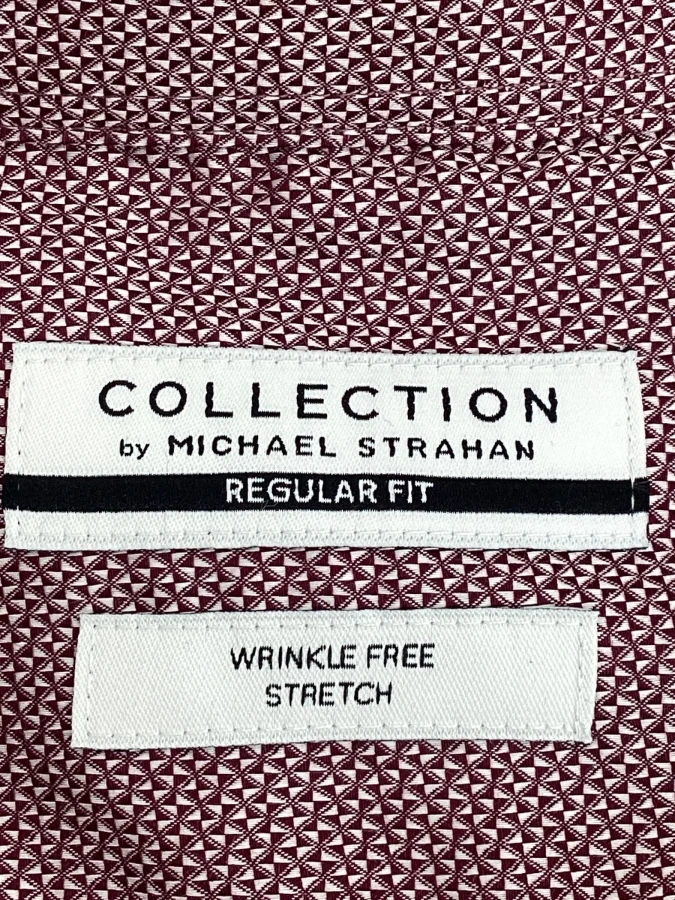 COLLECTION
by MICHAEL STRAHAN
REGULAR FIT
WRINKLE FREE
STRETCH